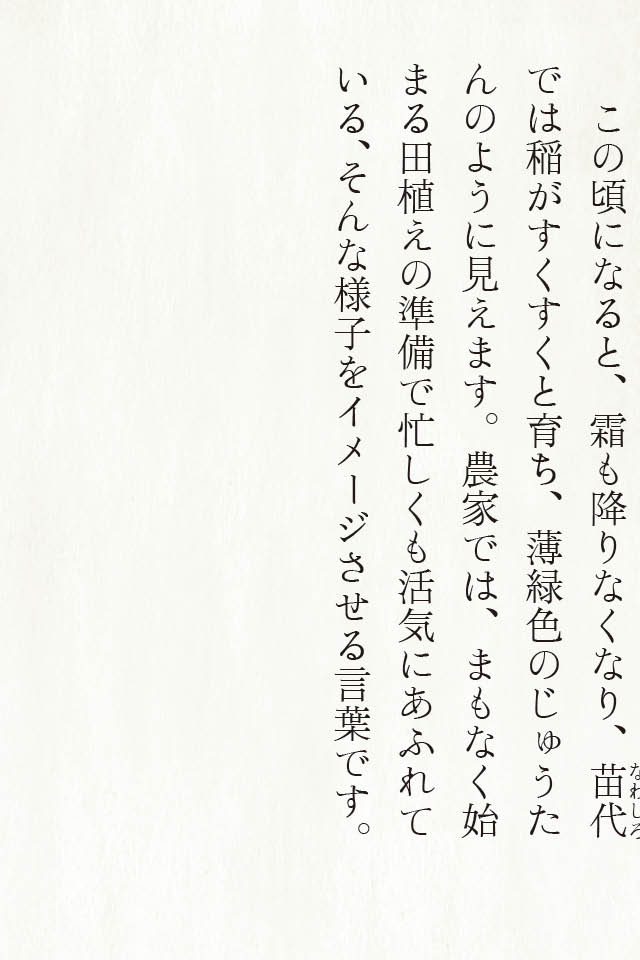 この頃になると、霜も降りなくなり、苗代
なわしろ
では稲がすくすくと育ち、薄緑色のじゅうた
んのように見えます。農家では、まもなく始
まる田植えの準備で忙しくも活気にあふれて
いる、そんな様子をイメージさせる言葉です。